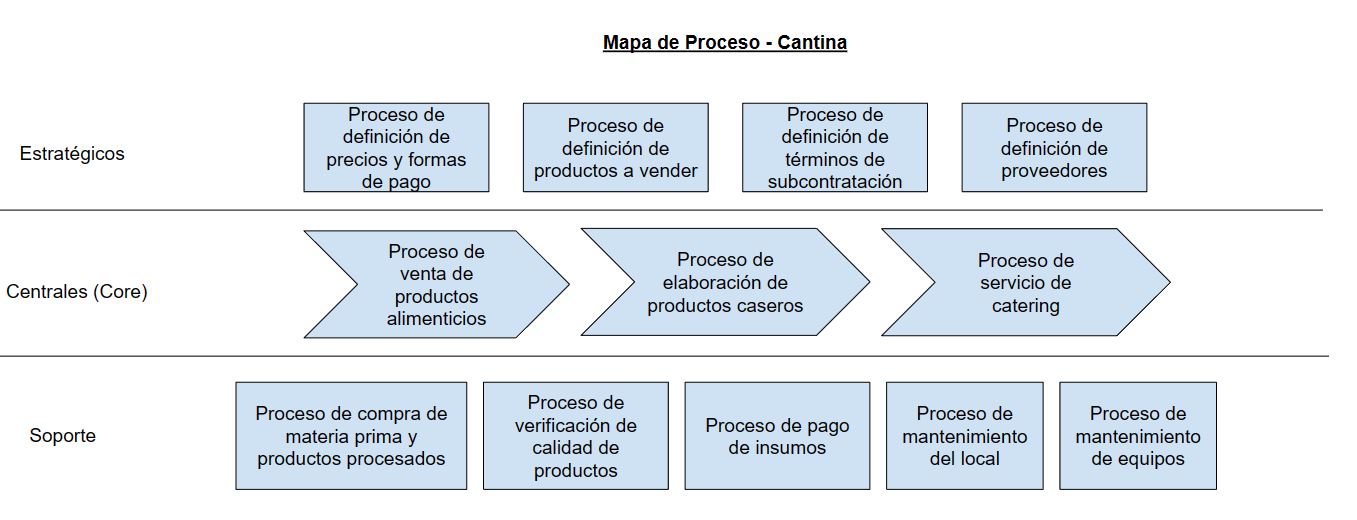 Mapa de Proceso - Cantina
Estratégicos
Proceso de
definición de
precios y formas
de pago
Proceso de
definición de
productos a vender
Proceso de
definición de
términos de
subcontratación
Proceso de
definición de
proveedores
Centrales (Core)
Proceso de
venta de
productos
alimenticios
Proceso de
elaboración de
productos caseros
Proceso de
servicio de
catering
Soporte
Proceso de compra de
materia prima y
productos procesados
Proceso de
verificación de
calidad de
productos
Proceso de pago
de insumos
Proceso de
mantenimiento
del local
Proceso de
mantenimiento
de equipos